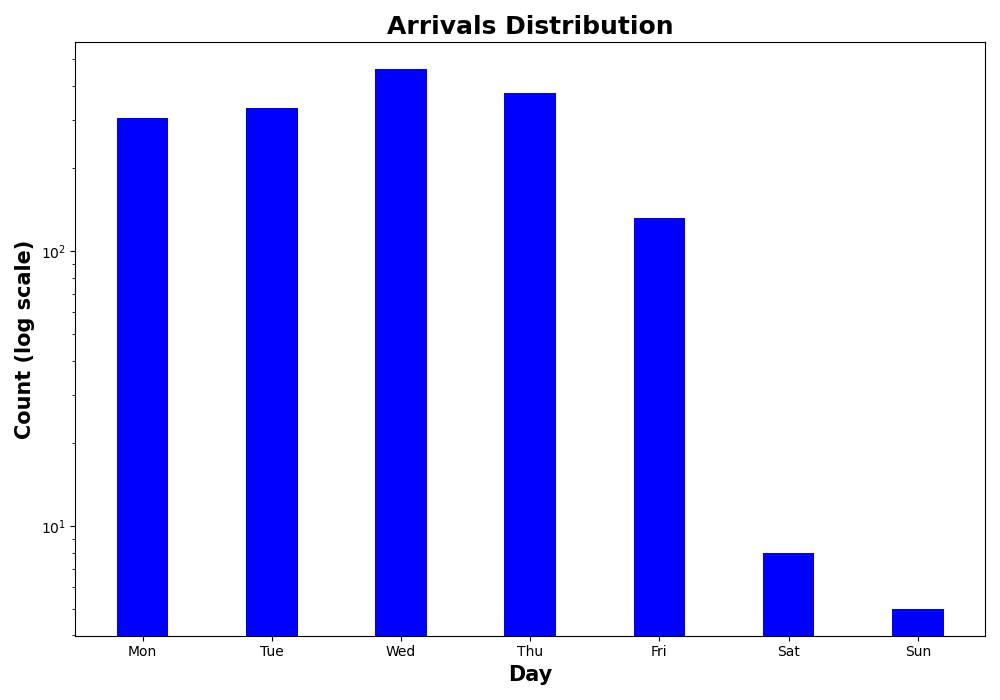 Arrivals Distribution
Count (log scale)
10²
10¹
Mon Tue Wed Thu Fri Sat Sun
Day